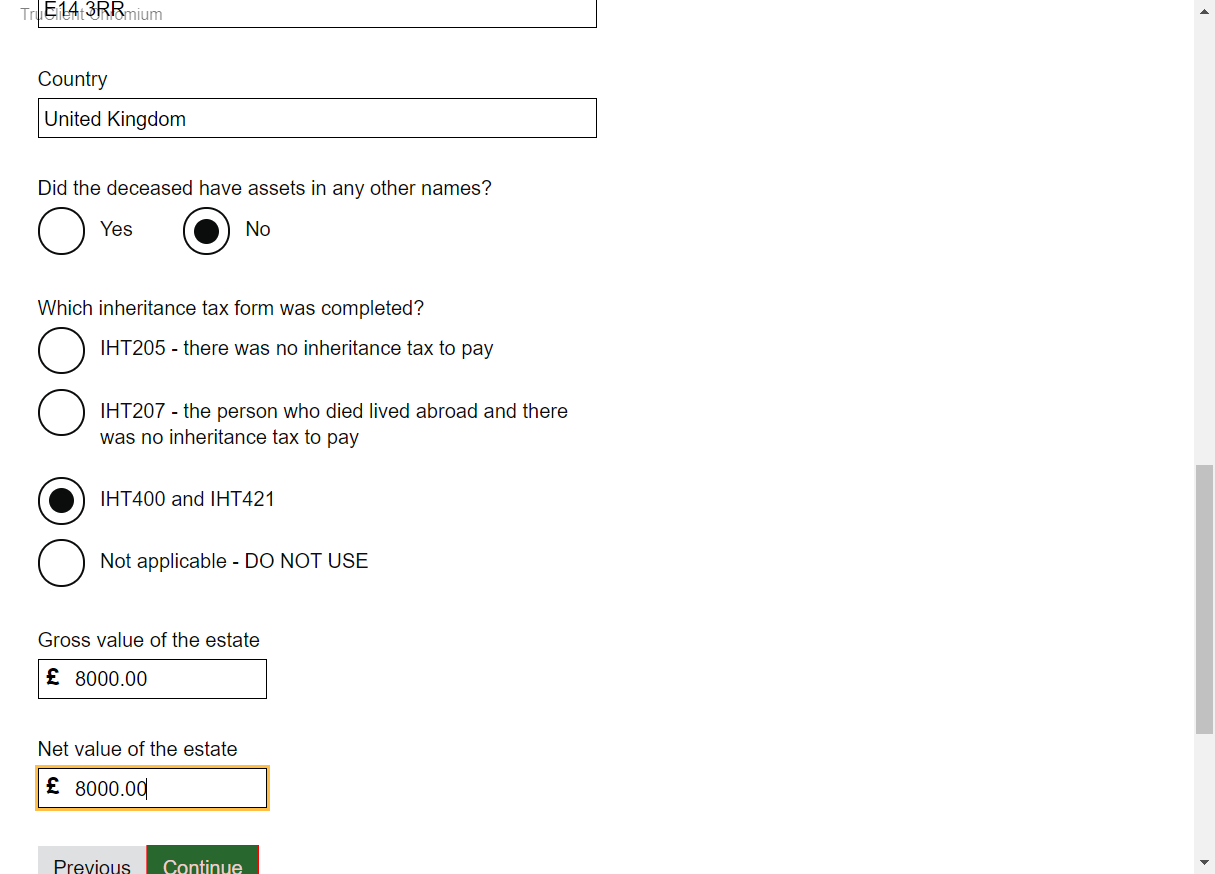 TruClient Chromium
E14 3RR
Country
United Kingdom
Did the deceased have assets in any other names?
Yes No
Which inheritance tax form was completed?
IHT205 - there was no inheritance tax to pay
IHT207 - the person who died lived abroad and there
was no inheritance tax to pay
IHT400 and IHT421
Not applicable - DO NOT USE
Gross value of the estate
£ 8000.00
Net value of the estate
£ 8000.00
Previous Continue